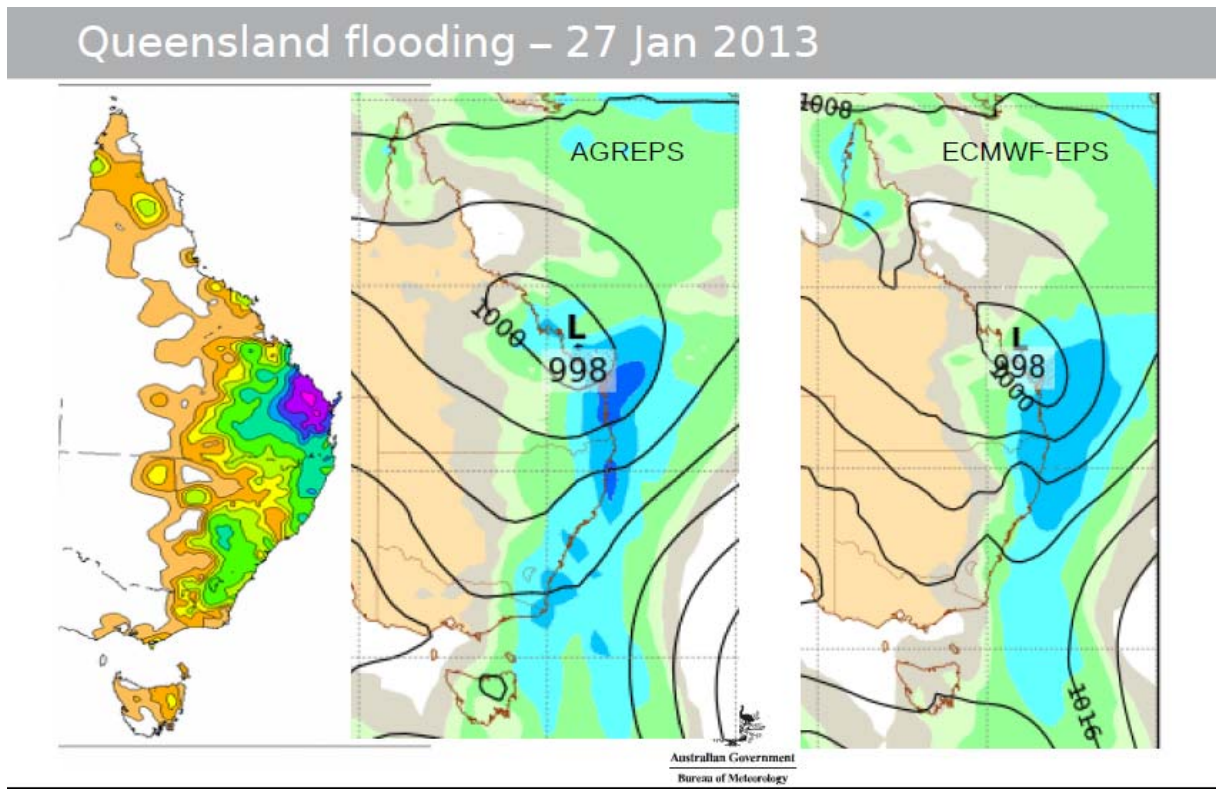 Queensland flooding – 27 Jan 2013
AGREPS
1000
L
998
1008
ECMWF-EPS
L
998
1000
1016
Australian Government
Bureau of Meteorology